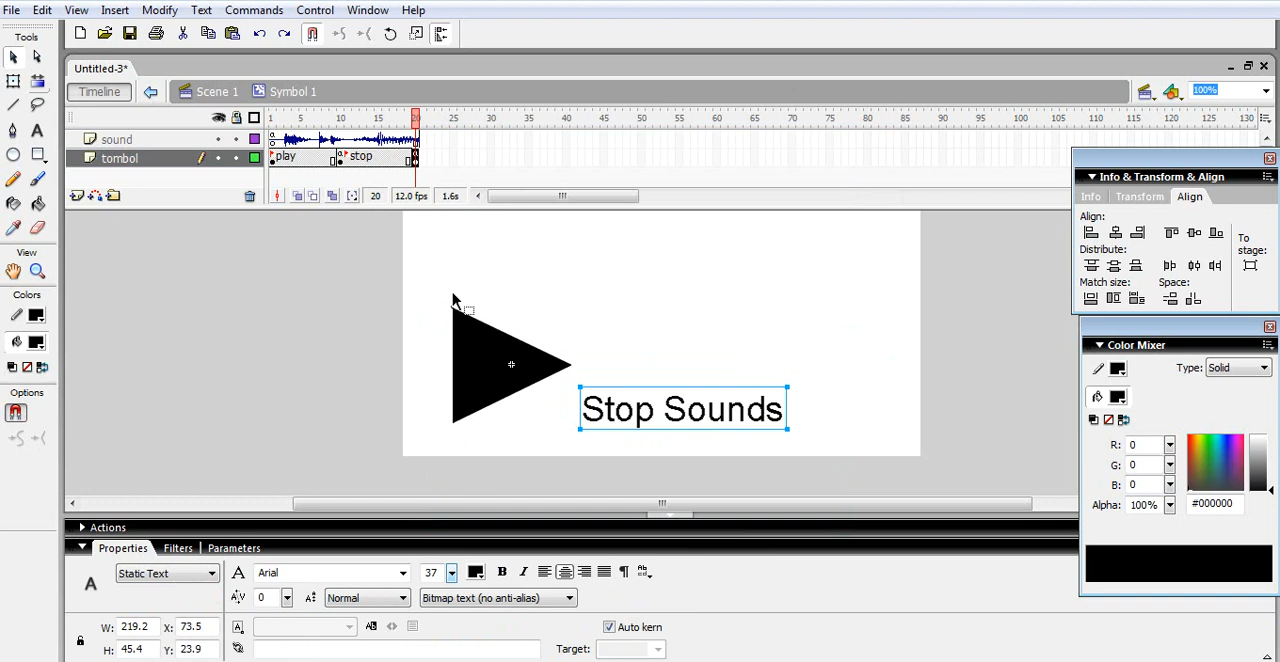 File Edit View Insert Modify Text Commands Control Window Help
Tools
Untitled-3*
Timeline Scene 1 Symbol 1 100%
1 5 10 15 20 25 30 35 40 45 50 55 60 65 70 75 80 85 90 95 100 105 110 115 120 125 130
sound
tombol play stop
20 12.0 fps 1.6s
Info & Transform & Align
Info Transform Align
Align:
Distribute:
To stage:
Match size: Space:
View
Colors
Options
Stop Sounds
Color Mixer
Type: Solid
R: 0
G: 0
B: 0
Alpha: 100% #000000
Actions
Properties Filters Parameters
A Static Text A Arial 37 B I
A/V 0 Normal Bitmap text (no anti-alias)
W: 219.2 X: 73.5 Auto kern
H: 45.4 Y: 23.9 Target: